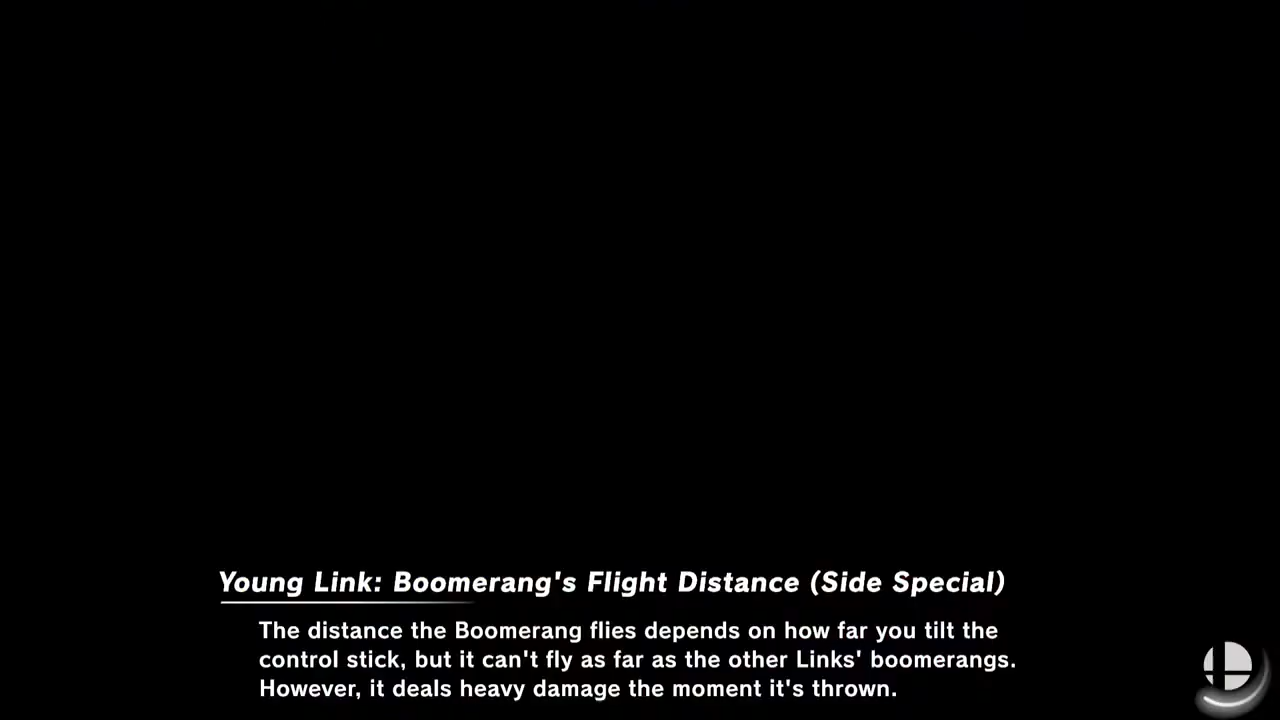 Young Link: Boomerang's Flight Distance (Side Special)
The distance the Boomerang flies depends on how far you tilt the
control stick, but it can't fly as far as the other Links' boomerangs.
However, it deals heavy damage the moment it's thrown.